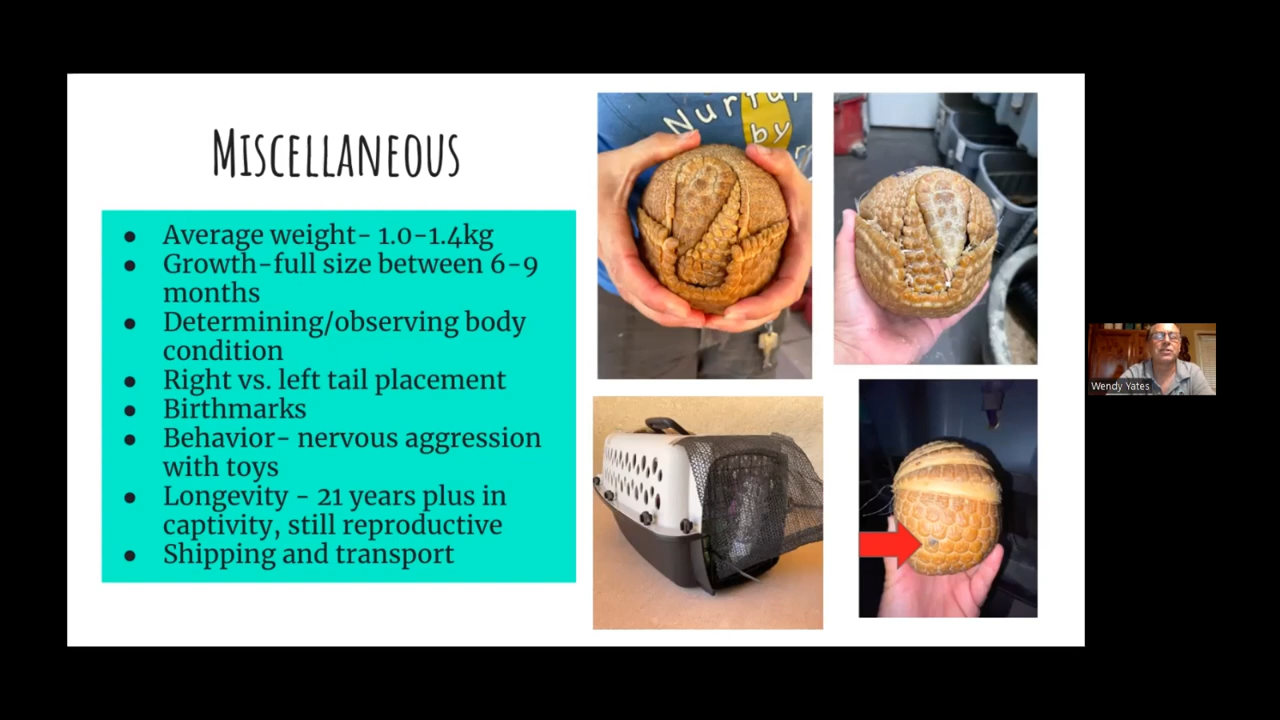 Miscellaneous
● Average weight- 1.0-1.4kg
● Growth-full size between 6-9
months
● Determining/observing body
condition
● Right vs. left tail placement
● Birthmarks
● Behavior- nervous aggression
with toys
● Longevity - 21 years plus in
captivity, still reproductive
● Shipping and transport
Nurtu
by
Wendy Yates